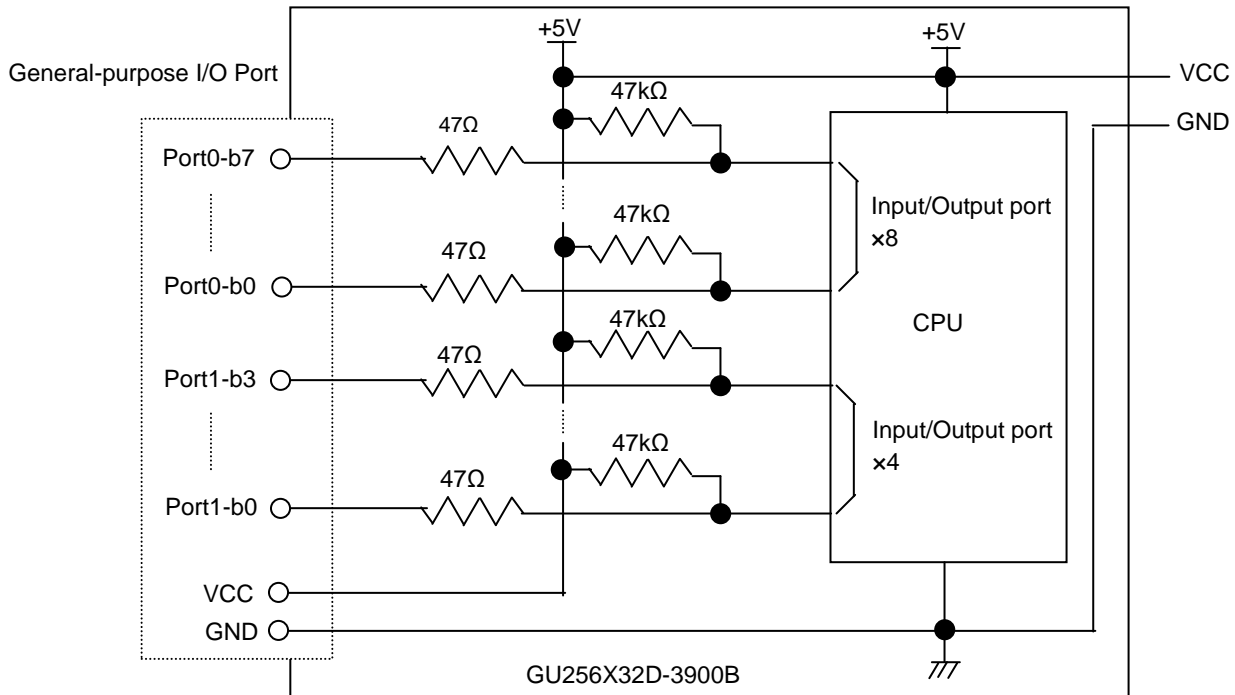 +5V
+5V
General-purpose I/O Port
VCC
47kΩ
GND
47Ω
Port0-b7
47kΩ
Input/Output port
×8
47Ω
Port0-b0
47kΩ
CPU
47Ω
Port1-b3
Input/Output port
×4
47kΩ
47Ω
Port1-b0
VCC
GND
GU256X32D-3900B